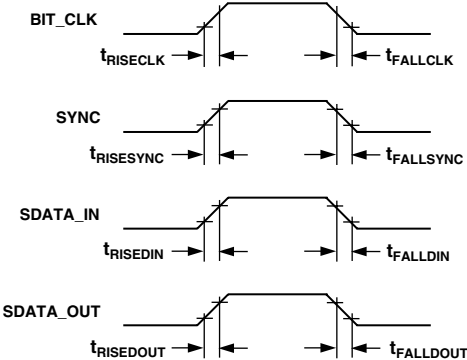 BIT_CLK
tRISECLK
tFALLCLK
SYNC
tRISESYNC
tFALLSYNC
SDATA_IN
tRISEDIN
tFALLDIN
SDATA_OUT
tRISEDOUT
tFALLDOUT